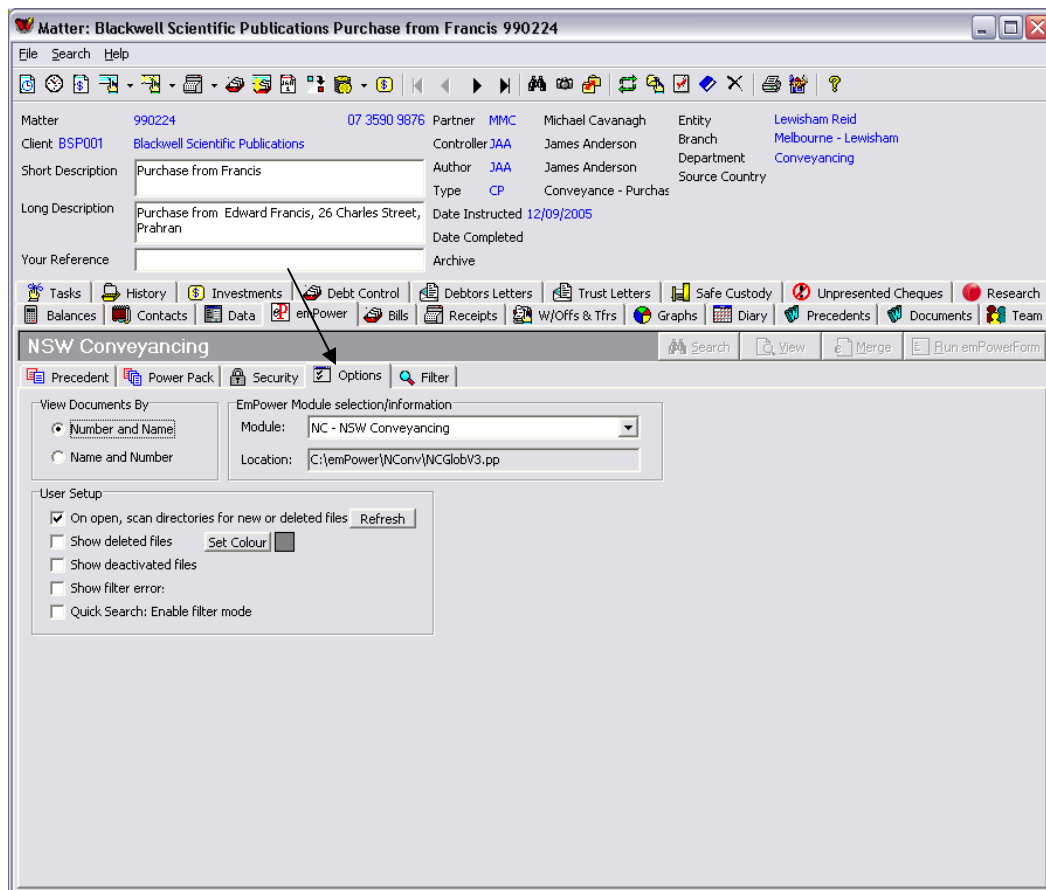 Matter: Blackwell Scientific Publications Purchase from Francis 990224
File Search Help
Matter 990224 07 3590 9876 Partner MMC Michael Cavanagh Entity Lewisham Reid
Client BSP001 Blackwell Scientific Publications Controller JAA James Anderson Branch Melbourne - Lewisham
Short Description Purchase from Francis Author JAA James Anderson Department Conveyancing
Source Country
Type CP Conveyance - Purchas
Long Description Purchase from Edward Francis, 26 Charles Street, Prahran
Date Instructed 12/09/2005
Date Completed
Your Reference Archive
Tasks History Investments Debt Control Debtors Letters Trust Letters Safe Custody Unpresented Cheques Research
Balances Contacts Data emPower Bills Receipts W/Offs & Tfrs Graphs Diary Precedents Documents Team
NSW Conveyancing Search View Merge Run emPowerForm
Precedent Power Pack Security Options Filter
View Documents By EmPower Module selection/information
Number and Name Module: NC - NSW Conveyancing
Name and Number Location: C:\emPower\NConv\NCGlobV3.pp
User Setup
On open, scan directories for new or deleted files Refresh
Show deleted files Set Colour
Show deactivated files
Show filter error:
Quick Search: Enable filter mode